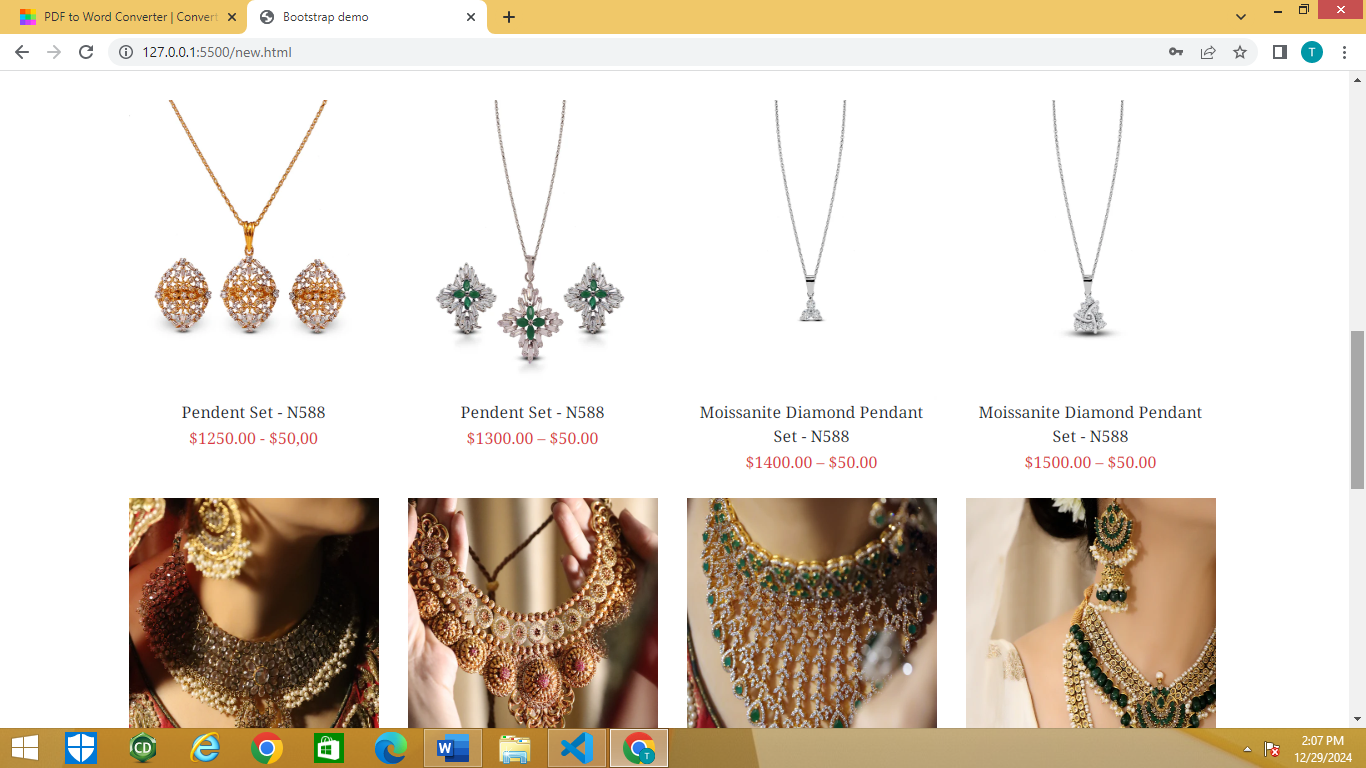 PDF to Word Converter | Convert
Bootstrap demo
127.0.0.1:5500/new.html
T
Pendent Set - N588
$1250.00 - $50,00
Pendent Set - N588
$1300.00 – $50.00
Moissanite Diamond Pendant
Set - N588
$1400.00 – $50.00
Moissanite Diamond Pendant
Set - N588
$1500.00 – $50.00
CD
W
T
2:07 PM
12/29/2024